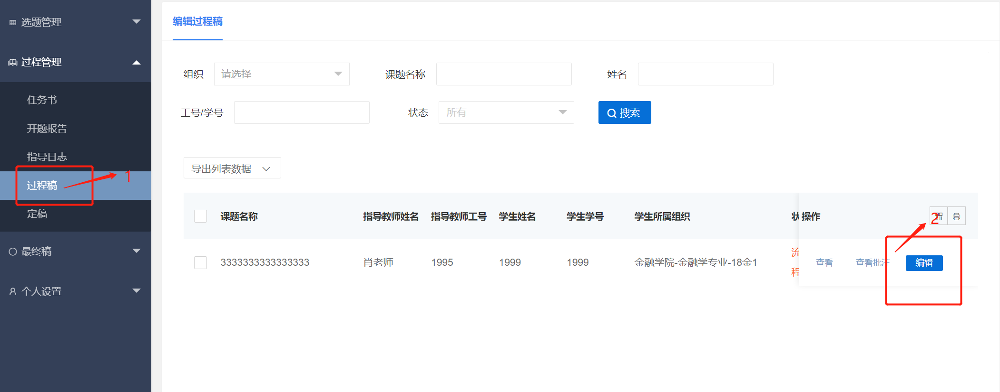 选题管理
过程管理
任务书
开题报告
指导日志
过程稿
1
定稿
最终稿
个人设置
编辑过程稿
组织 请选择 课题名称 姓名
工号/学号 状态 所有 搜索
导出列表数据
课题名称 指导教师姓名 指导教师工号 学生姓名 学生学号 学生所属组织 状 操作
2
3333333333333333 肖老师 1995 1999 1999 金融学院-金融学专业-18金1 流 查看 查看批注 编辑
程